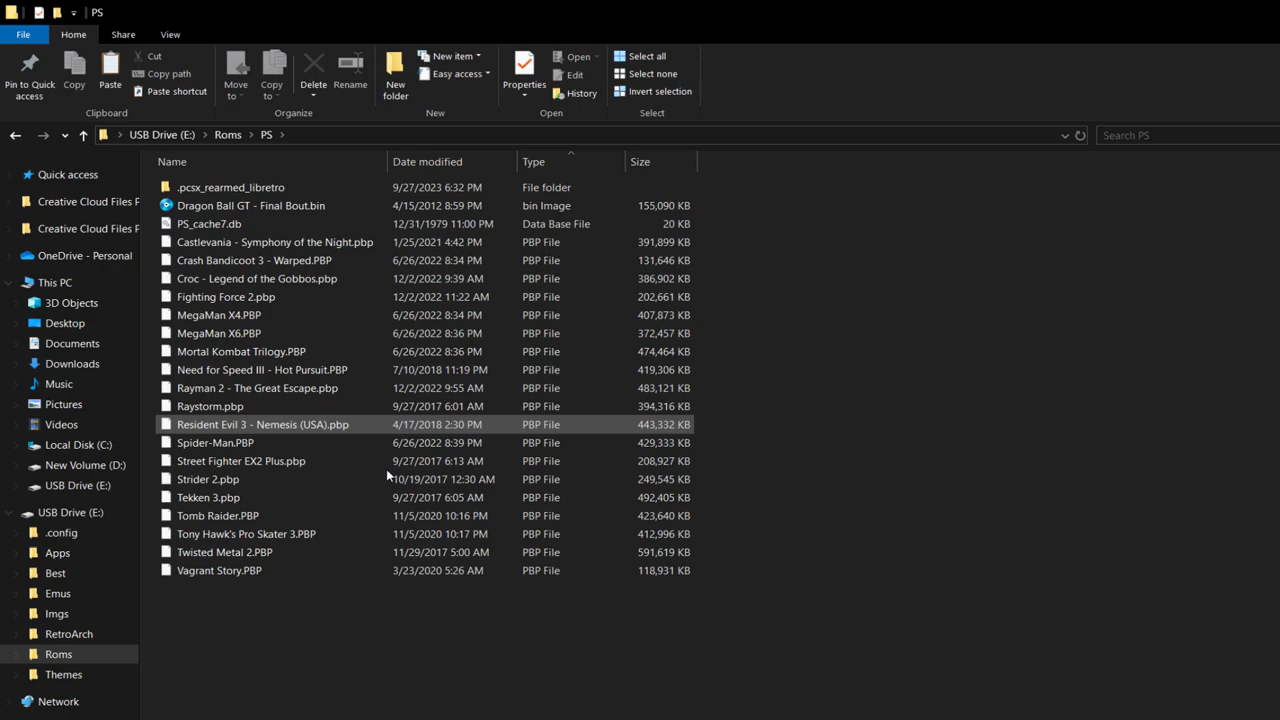 PS
File Home Share View
Pin to Quick access
Copy
Paste
Cut
Copy path
Paste shortcut
Clipboard
Move to
Copy to
Delete
Rename
Organize
New folder
New item
Easy access
New
Properties
Open
Edit
History
Open
Select all
Select none
Invert selection
Select
USB Drive (E:) > Roms > PS >
Search PS
Quick access
Creative Cloud Files P
Creative Cloud Files P
OneDrive - Personal
This PC
3D Objects
Desktop
Documents
Downloads
Music
Pictures
Videos
Local Disk (C:)
New Volume (D:)
USB Drive (E:)
USB Drive (E:)
.config
Apps
Best
Emus
Imgs
RetroArch
Roms
Themes
Network
Name Date modified Type Size
.pcsx_rearmed_libretro 9/27/2023 6:32 PM File folder
Dragon Ball GT - Final Bout.bin 4/15/2012 8:59 PM bin Image 155,090 KB
PS_cache7.db 12/31/1979 11:00 PM Data Base File 20 KB
Castlevania - Symphony of the Night.pbp 1/25/2021 4:42 PM PBP File 391,899 KB
Crash Bandicoot 3 - Warped.PBP 6/26/2022 8:34 PM PBP File 131,646 KB
Croc - Legend of the Gobbos.pbp 12/2/2022 9:39 AM PBP File 386,902 KB
Fighting Force 2.pbp 12/2/2022 11:22 AM PBP File 202,661 KB
MegaMan X4.PBP 6/26/2022 8:34 PM PBP File 407,873 KB
MegaMan X6.PBP 6/26/2022 8:36 PM PBP File 372,457 KB
Mortal Kombat Trilogy.PBP 6/26/2022 8:36 PM PBP File 474,464 KB
Need for Speed III - Hot Pursuit.PBP 7/10/2018 11:19 PM PBP File 419,306 KB
Rayman 2 - The Great Escape.pbp 12/2/2022 9:55 AM PBP File 483,121 KB
Raystorm.pbp 9/27/2017 6:01 AM PBP File 394,316 KB
Resident Evil 3 - Nemesis (USA).pbp 4/17/2018 2:30 PM PBP File 443,332 KB
Spider-Man.PBP 6/26/2022 8:39 PM PBP File 429,333 KB
Street Fighter EX2 Plus.pbp 9/27/2017 6:13 AM PBP File 208,927 KB
Strider 2.pbp 10/19/2017 12:30 AM PBP File 249,545 KB
Tekken 3.pbp 9/27/2017 6:05 AM PBP File 492,405 KB
Tomb Raider.PBP 11/5/2020 10:16 PM PBP File 423,640 KB
Tony Hawk's Pro Skater 3.PBP 11/5/2020 10:17 PM PBP File 412,996 KB
Twisted Metal 2.PBP 11/29/2017 5:00 AM PBP File 591,619 KB
Vagrant Story.PBP 3/23/2020 5:26 AM PBP File 118,931 KB